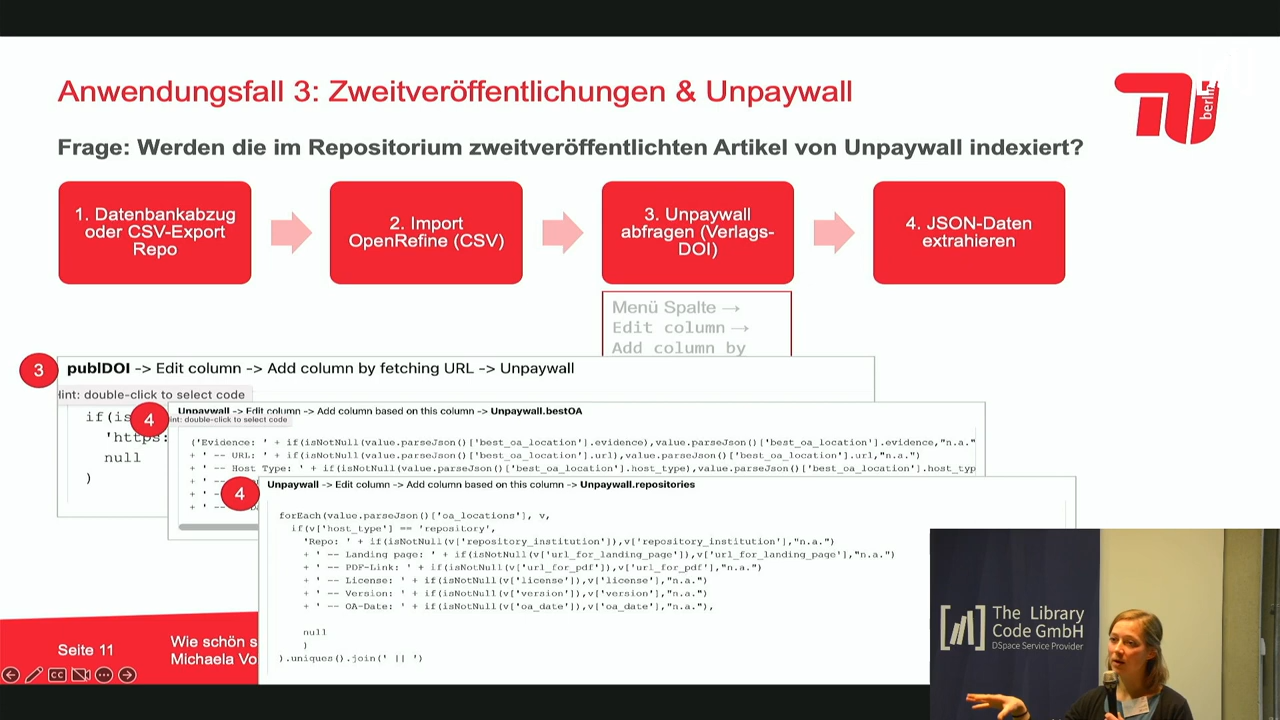 Anwendungsfall 3: Zweitveröffentlichungen & Unpaywall
berlin
Frage: Werden die im Repositorium zweitveröffentlichten Artikel von Unpaywall indexiert?
1. Datenbankabzug
oder CSV-Export
Repo
2. Import
OpenRefine (CSV)
3. Unpaywall
abfragen (Verlags-
DOI)
4. JSON-Daten
extrahieren
Menü Spalte →
Edit column →
Add column by
3
publDOI -> Edit column -> Add column by fetching URL -> Unpaywall
Hint: double-click to select code
if(is
'https:
null
)
4
Unpaywall -> Edit column -> Add column based on this column -> Unpaywall.bestOA
Hint: double-click to select code
('Evidence: ' + if(isNotNull(value.parseJson()['best_oa_location'].evidence),value.parseJson()['best_oa_location'].evidence,"n.a."
+ ' -- URL: ' + if(isNotNull(value.parseJson()['best_oa_location'].url),value.parseJson()['best_oa_location'].url,"n.a.")
+ ' -- Host Type: ' + if(isNotNull(value.parseJson()['best_oa_location'].host_type),value.parseJson()['best_oa_location'].host_typ
4
Unpaywall -> Edit column -> Add column based on this column -> Unpaywall.repositories
forEach(value.parseJson()['oa_locations'], v,
if(v['host_type'] == 'repository',
'Repo: ' + if(isNotNull(v['repository_institution']),v['repository_institution'],"n.a.")
+ ' -- Landing page: ' + if(isNotNull(v['url_for_landing_page']),v['url_for_landing_page'],"n.a.")
+ ' -- PDF-Link: ' + if(isNotNull(v['url_for_pdf']),v['url_for_pdf'],"n.a.")
+ ' -- License: ' + if(isNotNull(v['license']),v['license'],"n.a.")
+ ' -- Version: ' + if(isNotNull(v['version']),v['version'],"n.a.")
+ ' -- OA-Date: ' + if(isNotNull(v['oa_date']),v['oa_date'],"n.a."),
null
)
).uniques().join(' || ')
Seite 11
Wie schön s
Michaela Vo
CC
The Library
Code GmbH
DSpace Service Provider